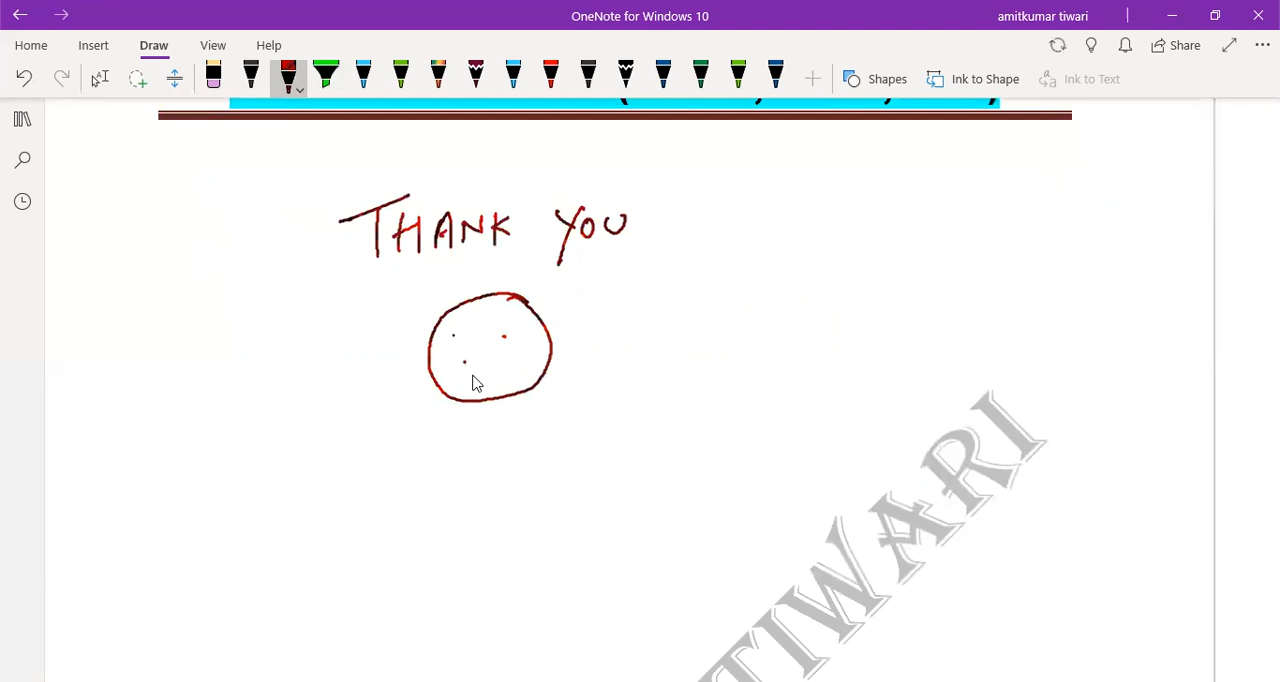 OneNote for Windows 10
amitkumar tiwari
Home Insert Draw View Help
Share
Shapes
Ink to Shape
Ink to Text
THANK YOU
TIWARI